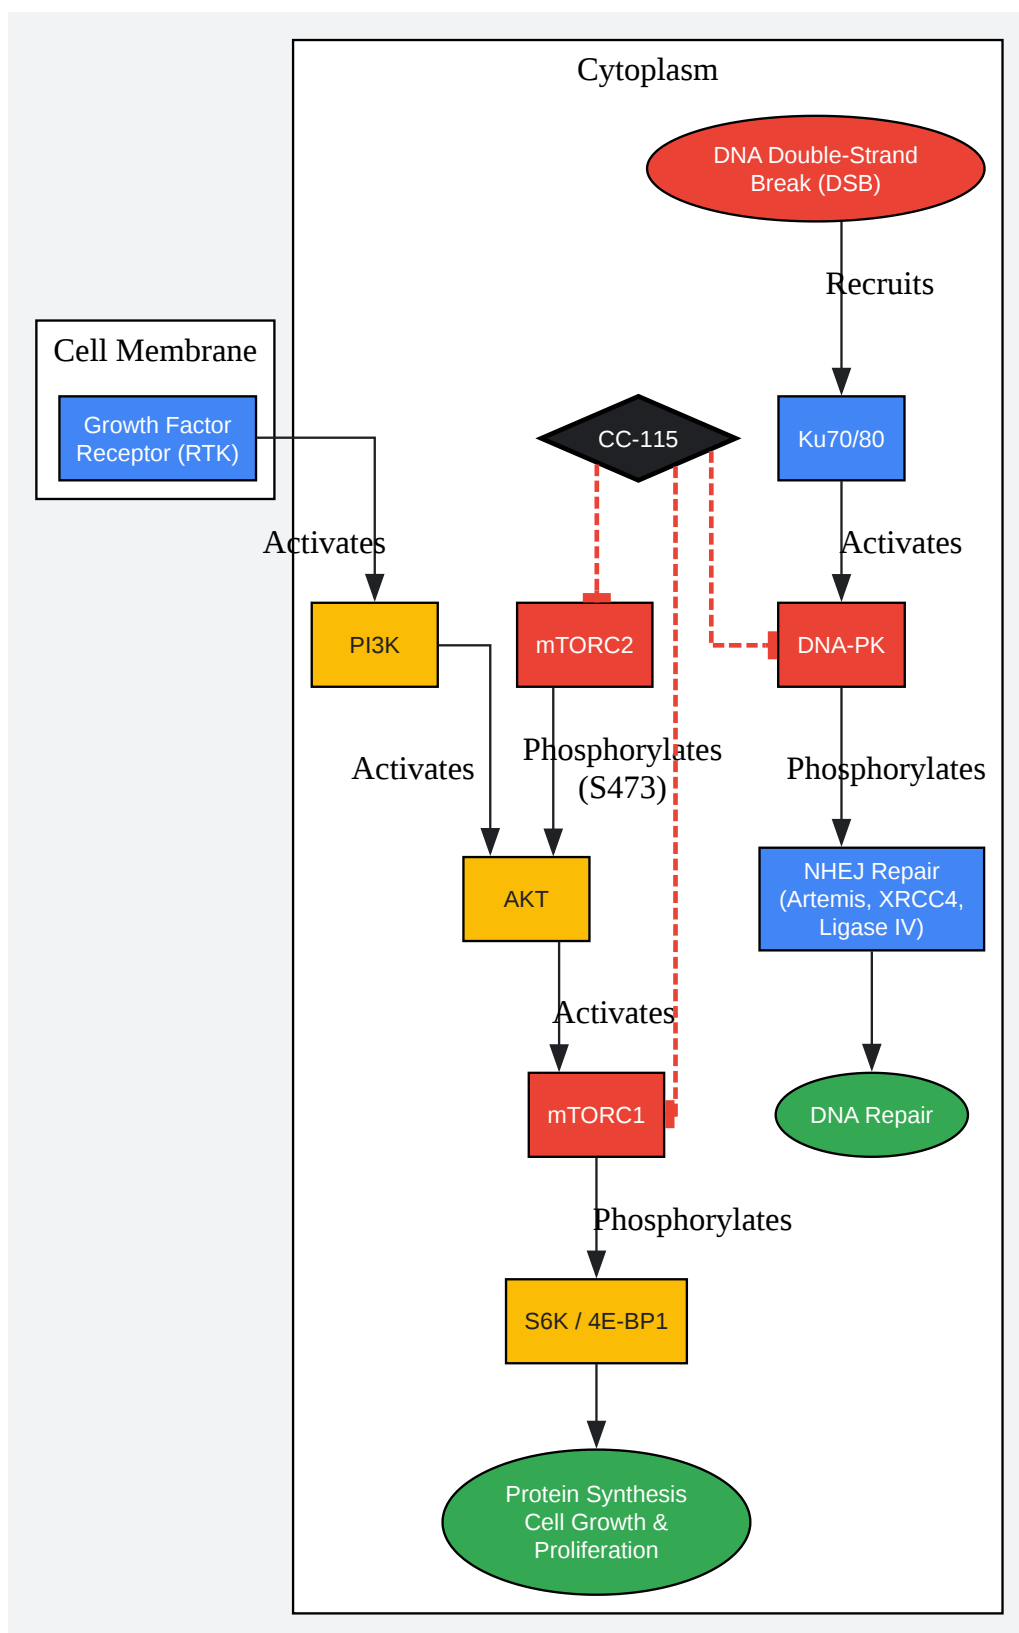 Cytoplasm
DNA Double-Strand
Break (DSB)
Recruits
Cell Membrane
Growth Factor
Receptor (RTK)
CC-115
Ku70/80
Activates
Activates
PI3K
mTORC2
DNA-PK
Activates
Phosphorylates
(S473)
Phosphorylates
AKT
NHEJ Repair
(Artemis, XRCC4,
Ligase IV)
Activates
mTORC1
DNA Repair
Phosphorylates
S6K / 4E-BP1
Protein Synthesis
Cell Growth &
Proliferation